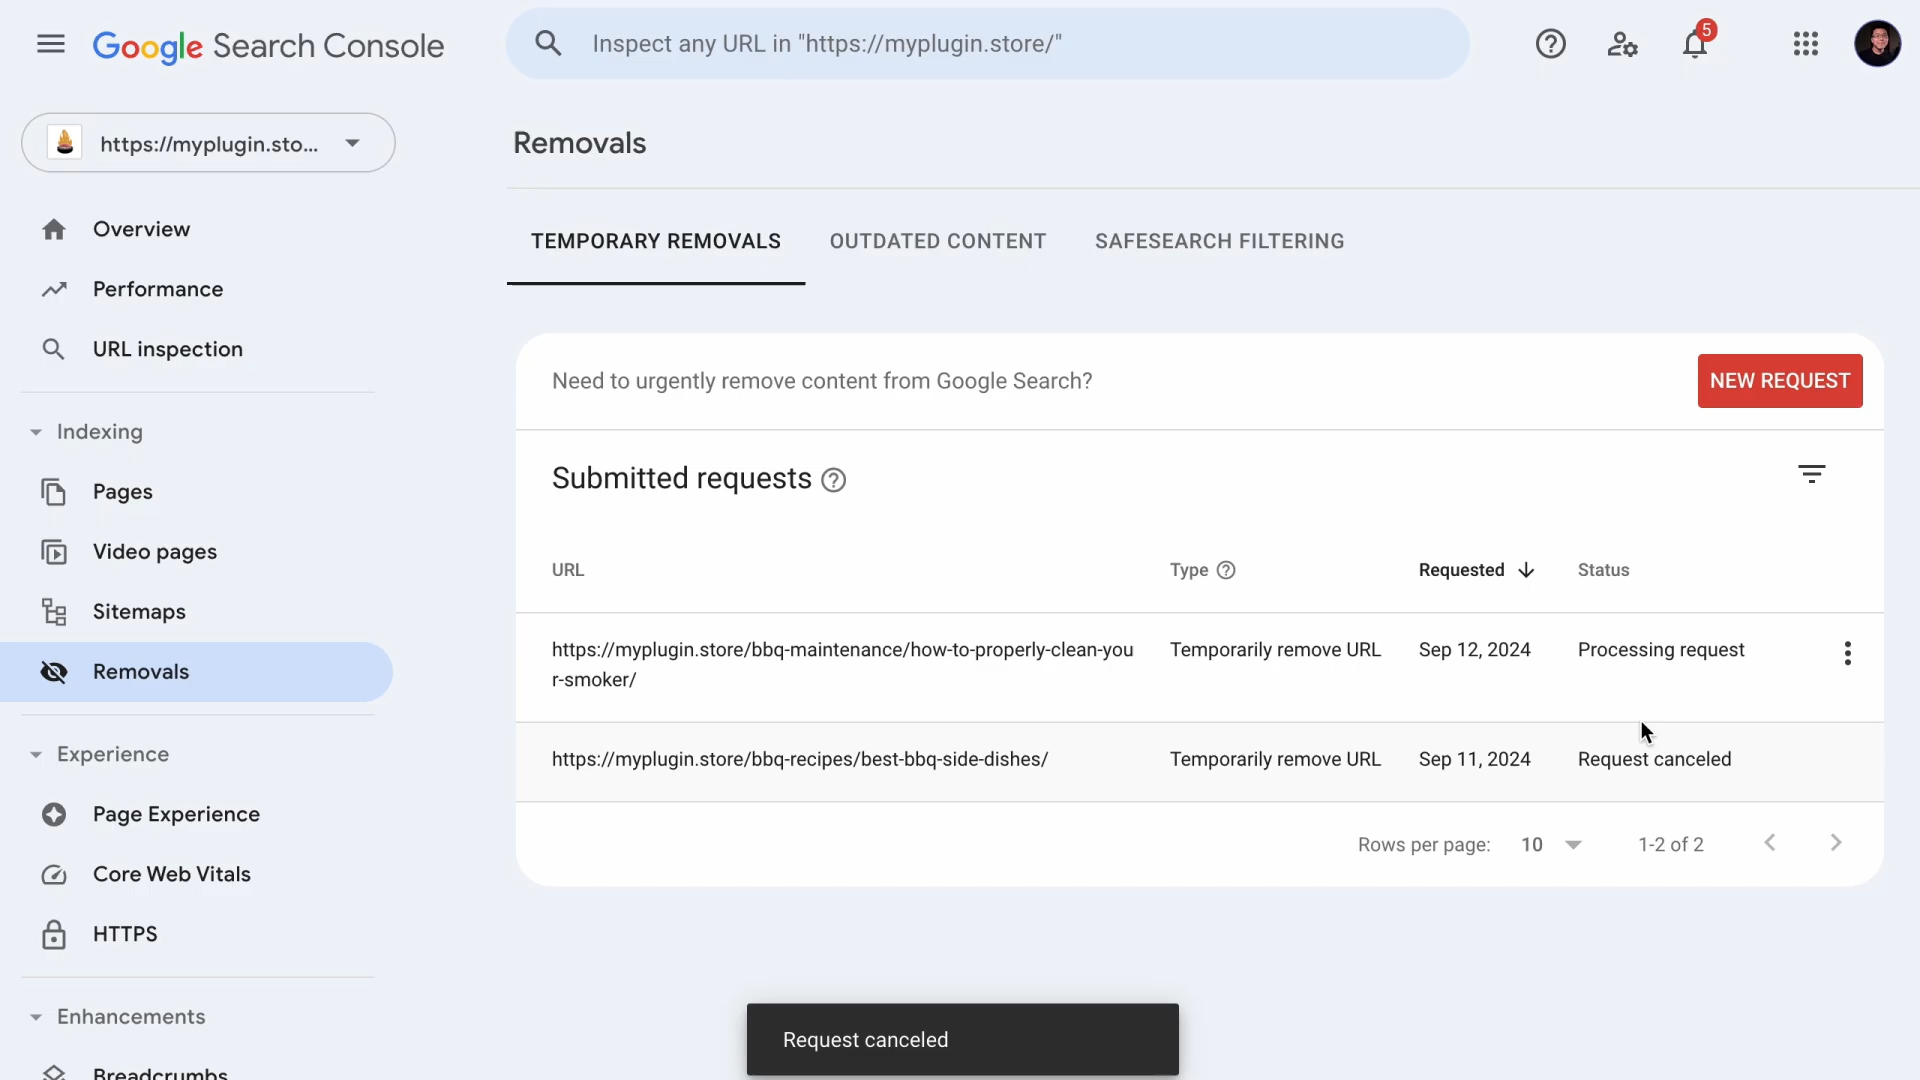 Google Search Console
Inspect any URL in "https://myplugin.store/"
5
https://myplugin.sto...
Removals
Overview
Performance
URL inspection
TEMPORARY REMOVALS
OUTDATED CONTENT
SAFESEARCH FILTERING
Need to urgently remove content from Google Search?
NEW REQUEST
Indexing
Pages
Video pages
Sitemaps
Removals
Submitted requests
URL
Type
Requested
Status
https://myplugin.store/bbq-maintenance/how-to-properly-clean-you
r-smoker/
Temporarily remove URL
Sep 12, 2024
Processing request
https://myplugin.store/bbq-recipes/best-bbq-side-dishes/
Temporarily remove URL
Sep 11, 2024
Request canceled
Rows per page:
10
1-2 of 2
Experience
Page Experience
Core Web Vitals
HTTPS
Enhancements
Breadcrumbs
Request canceled